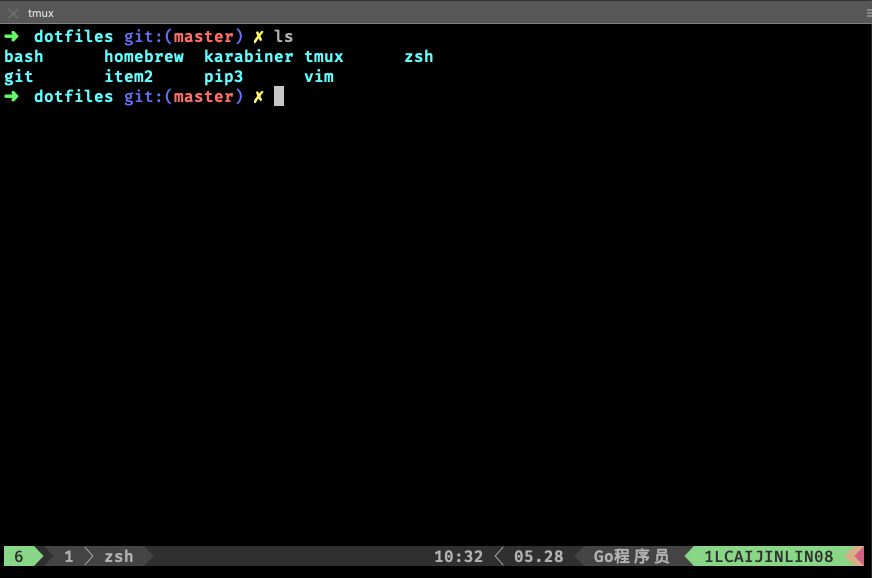 tmux
➜ dotfiles git:(master) ✗ ls
bash homebrew karabiner tmux zsh
git item2 pip3 vim
➜ dotfiles git:(master) ✗
6 1 zsh 10:32 05.28 Go程序员 1LCAIJINLIN08